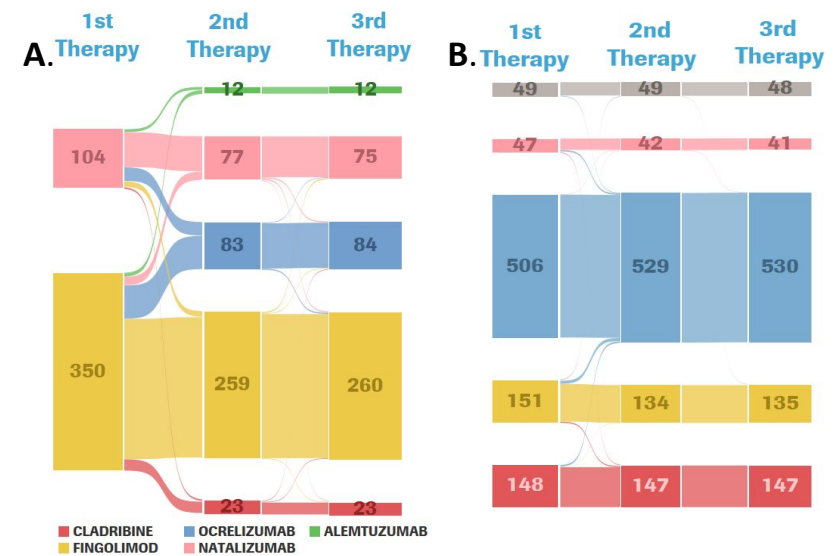 A.
1st Therapy
2nd Therapy
3rd Therapy
12
12
104
77
75
83
84
350
259
260
23
23
CLADRIBINE
OCRELIZUMAB
ALEMTUZUMAB
FINGOLIMOD
NATALIZUMAB
B.
1st Therapy
2nd Therapy
3rd Therapy
49
49
48
47
42
41
506
529
530
151
134
135
148
147
147